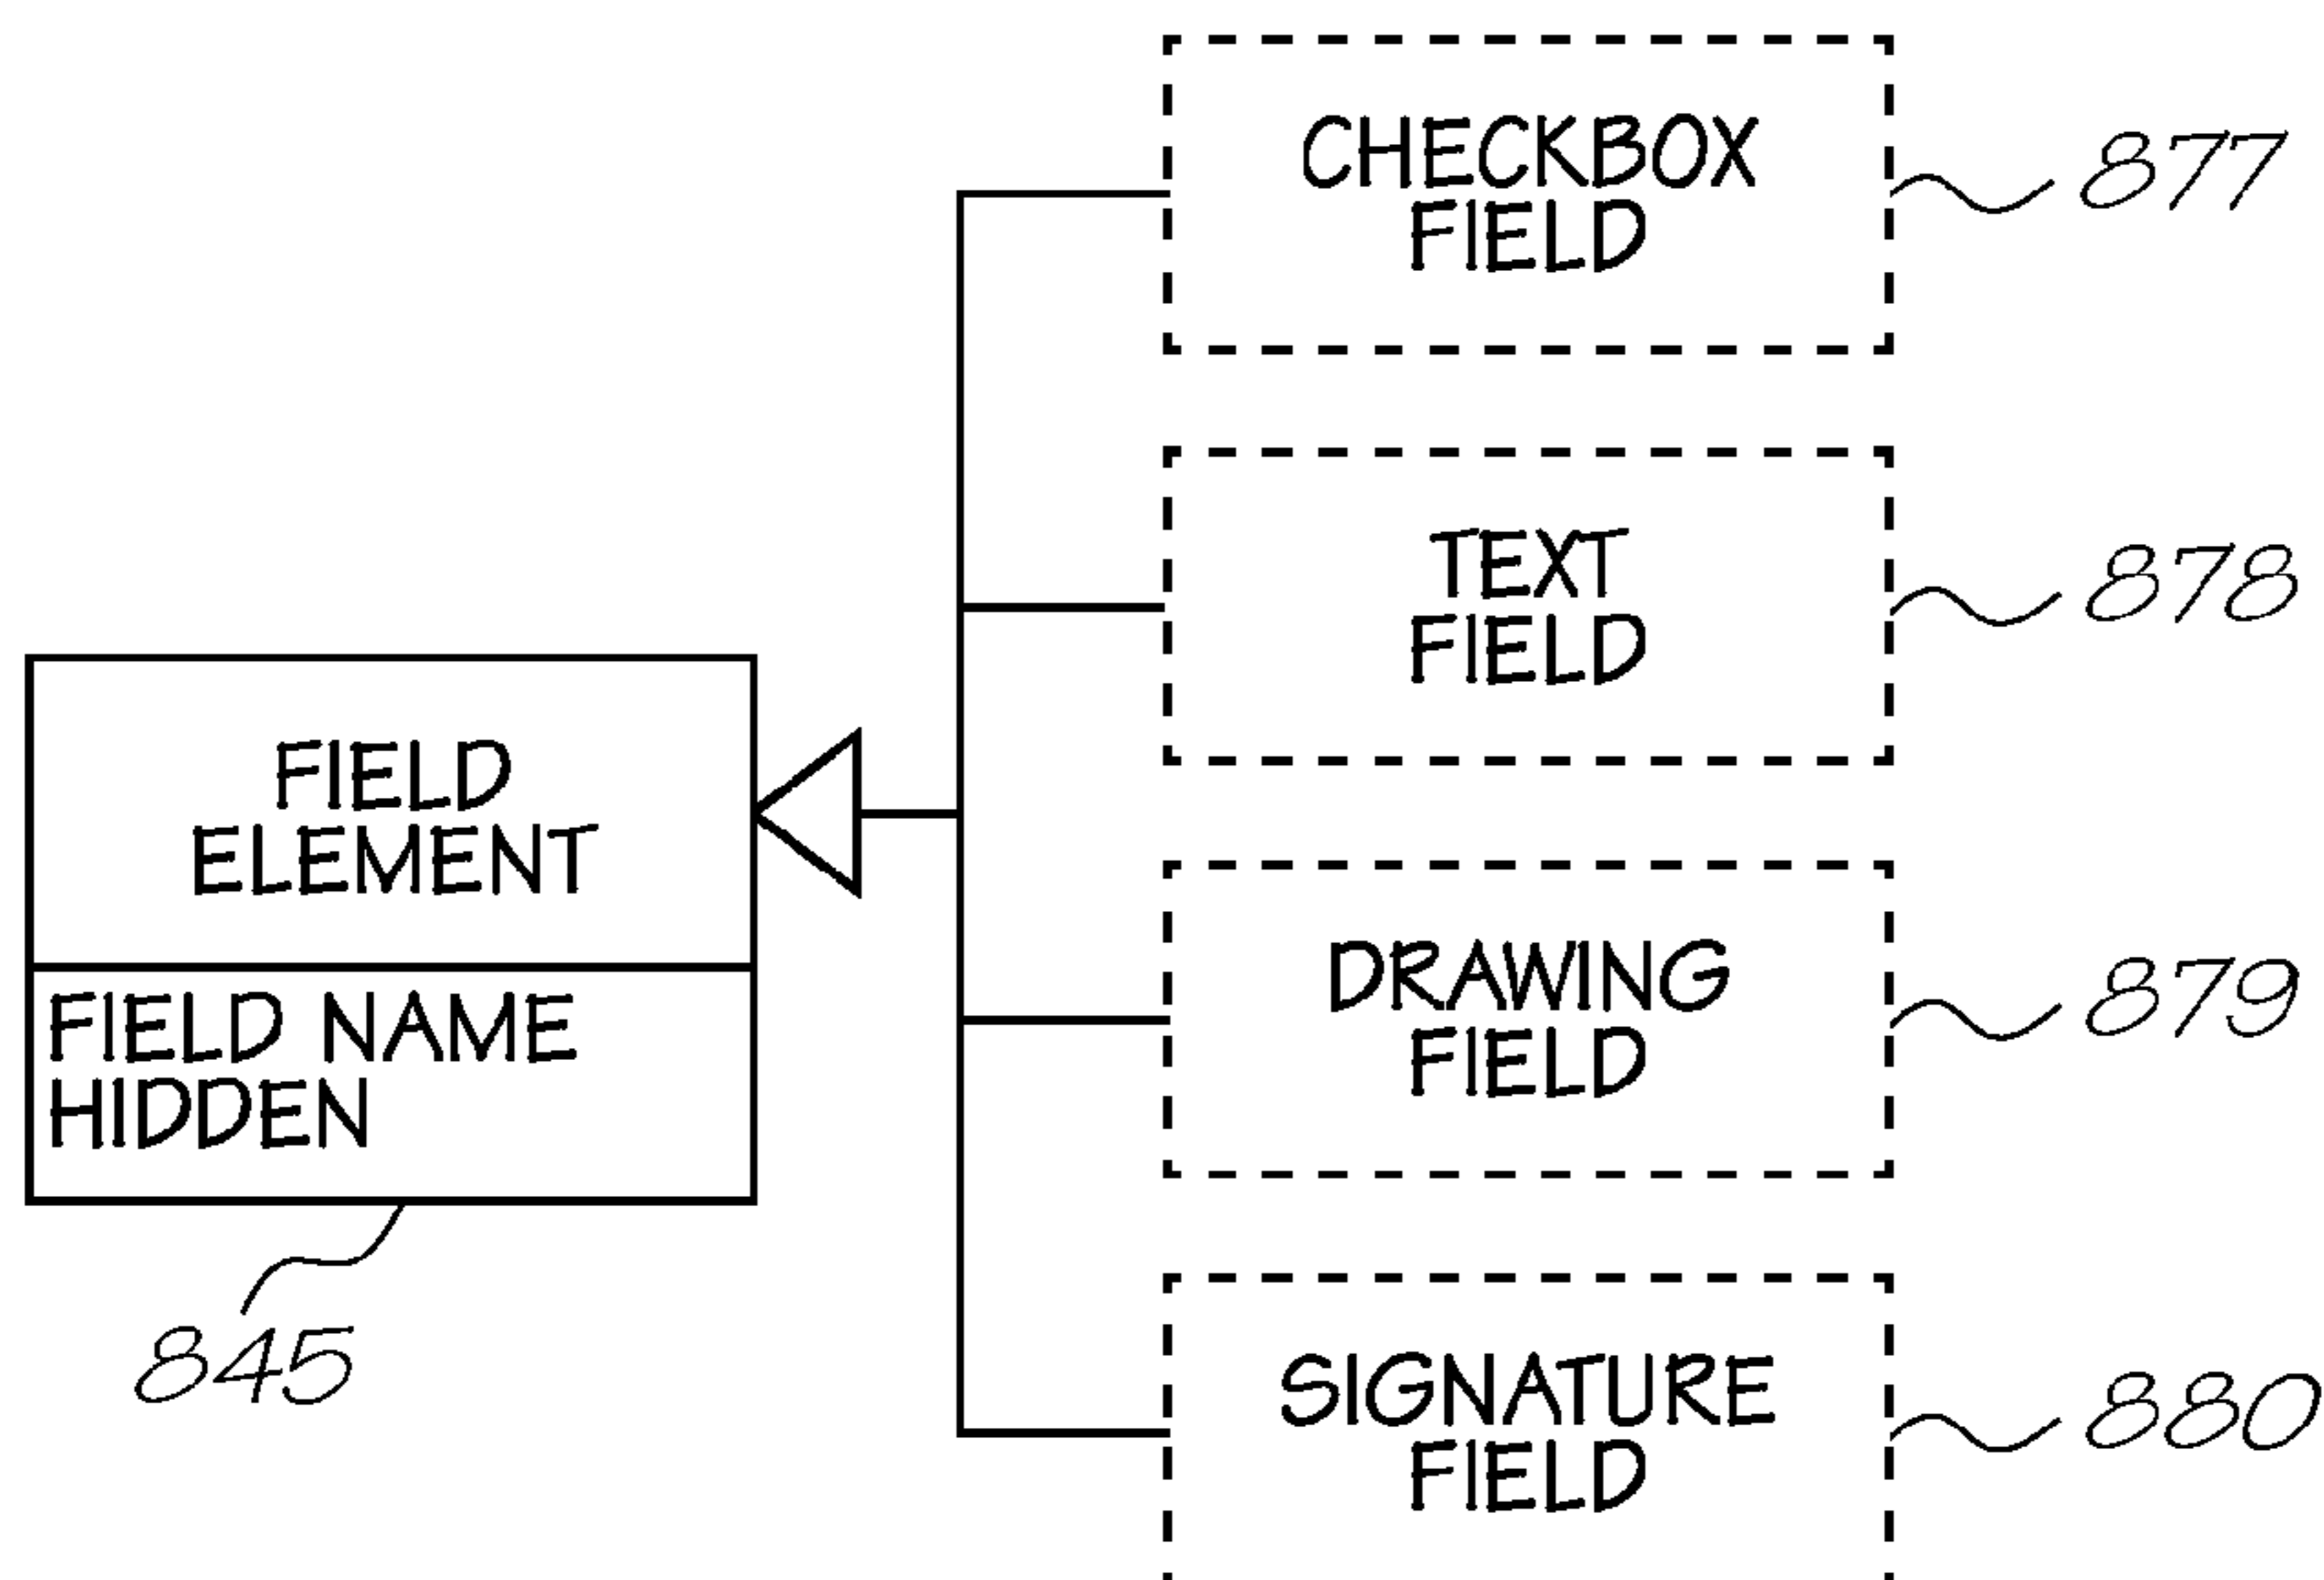 CHECKBOX
FIELD
877
TEXT
FIELD
878
FIELD
ELEMENT
FIELD NAME
HIDDEN
845
DRAWING
FIELD
879
SIGNATURE
FIELD
880